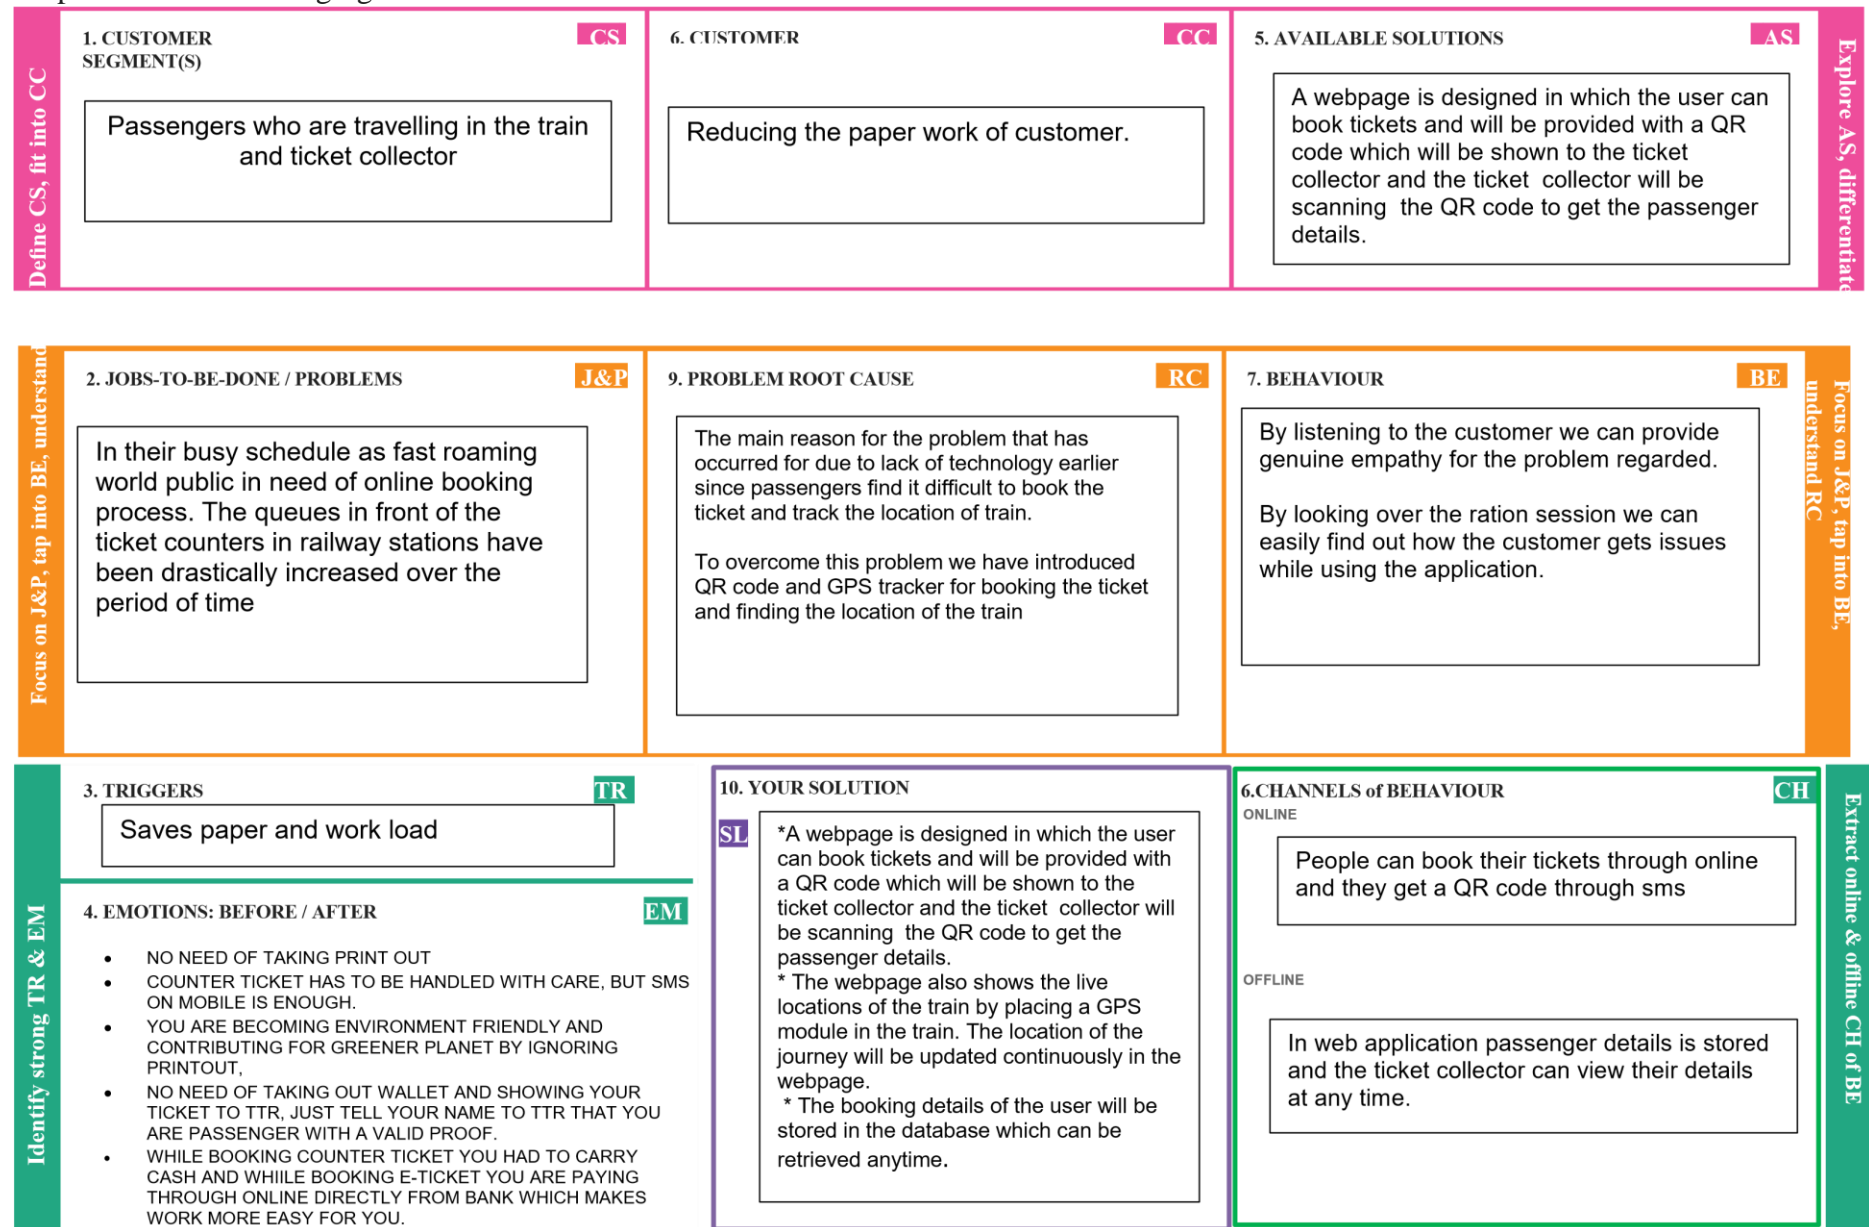 Define CS, fit into CC
1. CUSTOMER
SEGMENT(S)
CS
Passengers who are travelling in the train
and ticket collector
6. CUSTOMER
CC
Reducing the paper work of customer.
5. AVAILABLE SOLUTIONS
AS
A webpage is designed in which the user can
book tickets and will be provided with a QR
code which will be shown to the ticket
collector and the ticket collector will be
scanning the QR code to get the passenger
details.
Explore AS, differentiate
Focus on J&P, tap into BE, understand
2. JOBS-TO-BE-DONE / PROBLEMS
J&P
In their busy schedule as fast roaming
world public in need of online booking
process. The queues in front of the
ticket counters in railway stations have
been drastically increased over the
period of time
9. PROBLEM ROOT CAUSE
RC
The main reason for the problem that has
occurred for due to lack of technology earlier
since passengers find it difficult to book the
ticket and track the location of train.
To overcome this problem we have introduced
QR code and GPS tracker for booking the ticket
and finding the location of the train
7. BEHAVIOUR
BE
By listening to the customer we can provide
genuine empathy for the problem regarded.
By looking over the ration session we can
easily find out how the customer gets issues
while using the application.
Focus on J&P, tap into BE,
understand RC
Identify strong TR & EM
3. TRIGGERS
TR
Saves paper and work load
4. EMOTIONS: BEFORE / AFTER
EM
• NO NEED OF TAKING PRINT OUT
• COUNTER TICKET HAS TO BE HANDLED WITH CARE, BUT SMS
ON MOBILE IS ENOUGH.
• YOU ARE BECOMING ENVIRONMENT FRIENDLY AND
CONTRIBUTING FOR GREENER PLANET BY IGNORING
PRINTOUT,
• NO NEED OF TAKING OUT WALLET AND SHOWING YOUR
TICKET TO TTR, JUST TELL YOUR NAME TO TTR THAT YOU
ARE PASSENGER WITH A VALID PROOF.
• WHILE BOOKING COUNTER TICKET YOU HAD TO CARRY
CASH AND WHIILE BOOKING E-TICKET YOU ARE PAYING
THROUGH ONLINE DIRECTLY FROM BANK WHICH MAKES
WORK MORE EASY FOR YOU.
10. YOUR SOLUTION
SL
*A webpage is designed in which the user
can book tickets and will be provided with
a QR code which will be shown to the
ticket collector and the ticket collector will
be scanning the QR code to get the
passenger details.
* The webpage also shows the live
locations of the train by placing a GPS
module in the train. The location of the
journey will be updated continuously in the
webpage.
* The booking details of the user will be
stored in the database which can be
retrieved anytime.
6.CHANNELS of BEHAVIOUR
CH
ONLINE
People can book their tickets through online
and they get a QR code through sms
OFFLINE
In web application passenger details is stored
and the ticket collector can view their details
at any time.
Extract online & offline CH of BE